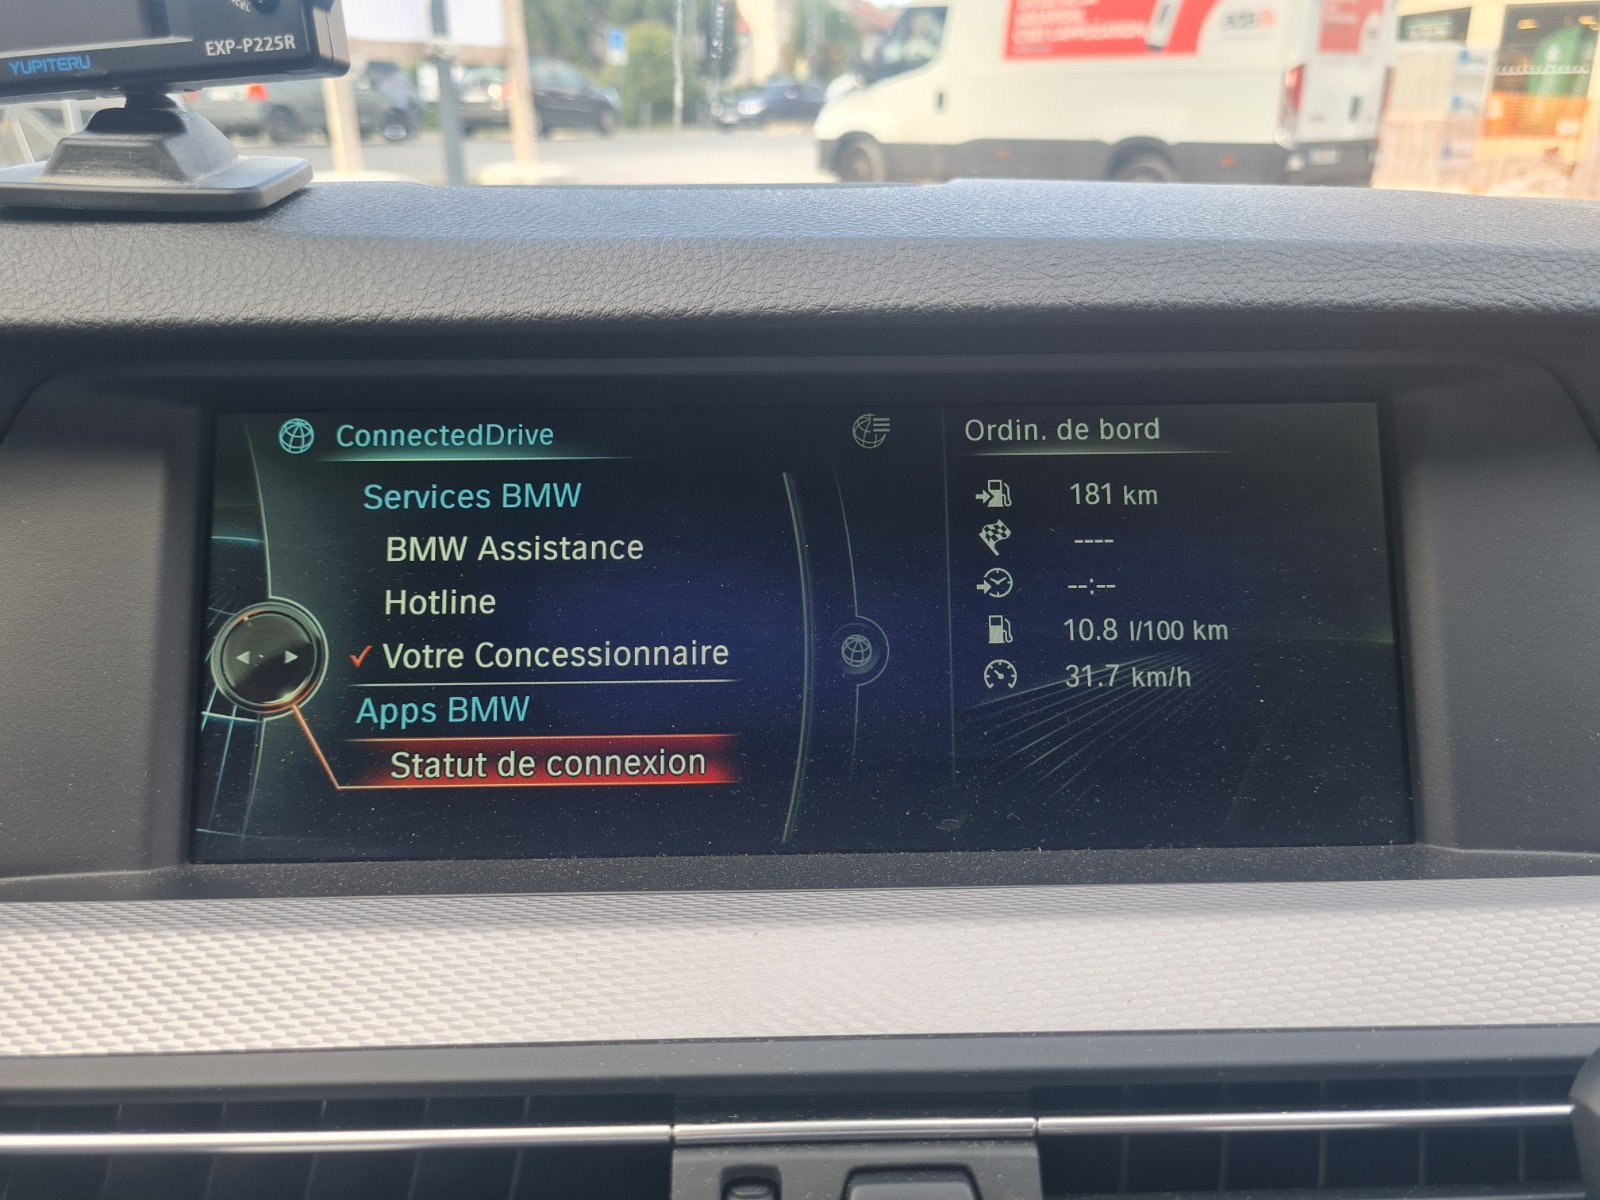 YUPITERU
EXP-P225R
ConnectedDrive
Services BMW
BMW Assistance
Hotline
✓ Votre Concessionnaire
Apps BMW
Statut de connexion
Ordin. de bord
181 km
----
--:--
10.8 l/100 km
31.7 km/h